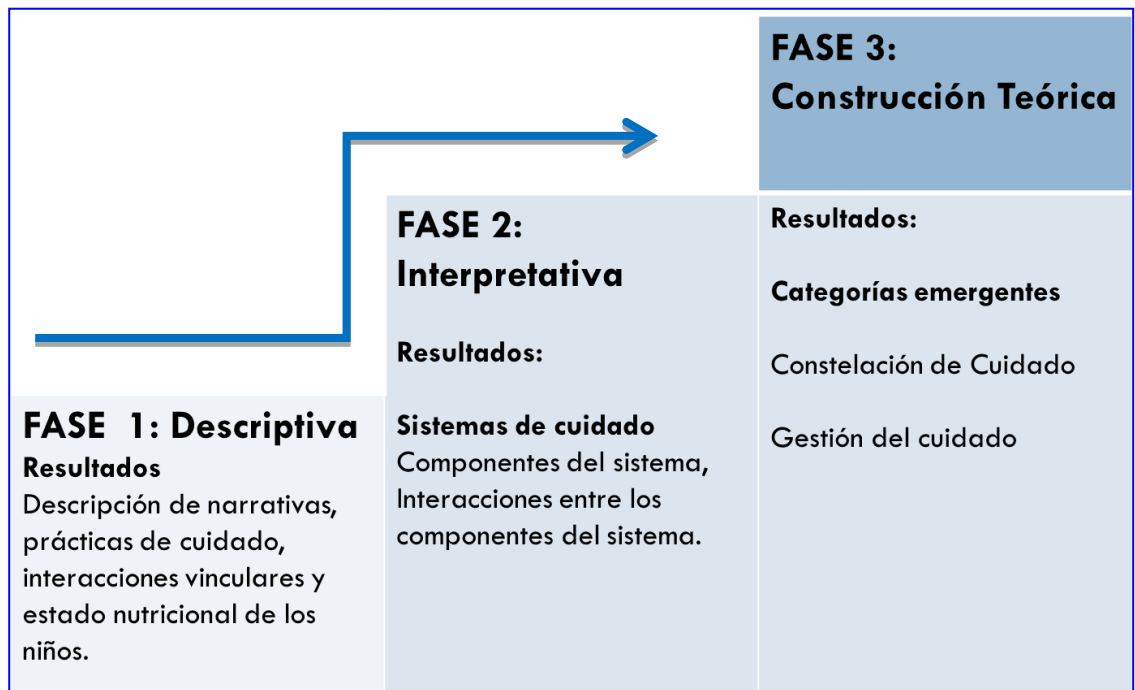 FASE 1: Descriptiva
Resultados
Descripción de narrativas,
prácticas de cuidado,
interacciones vinculares y
estado nutricional de los
niños.
FASE 2:
Interpretativa
Resultados:
Sistemas de cuidado
Componentes del sistema,
Interacciones entre los
componentes del sistema.
FASE 3:
Construcción Teórica
Resultados:
Categorías emergentes
Constelación de Cuidado
Gestión del cuidado